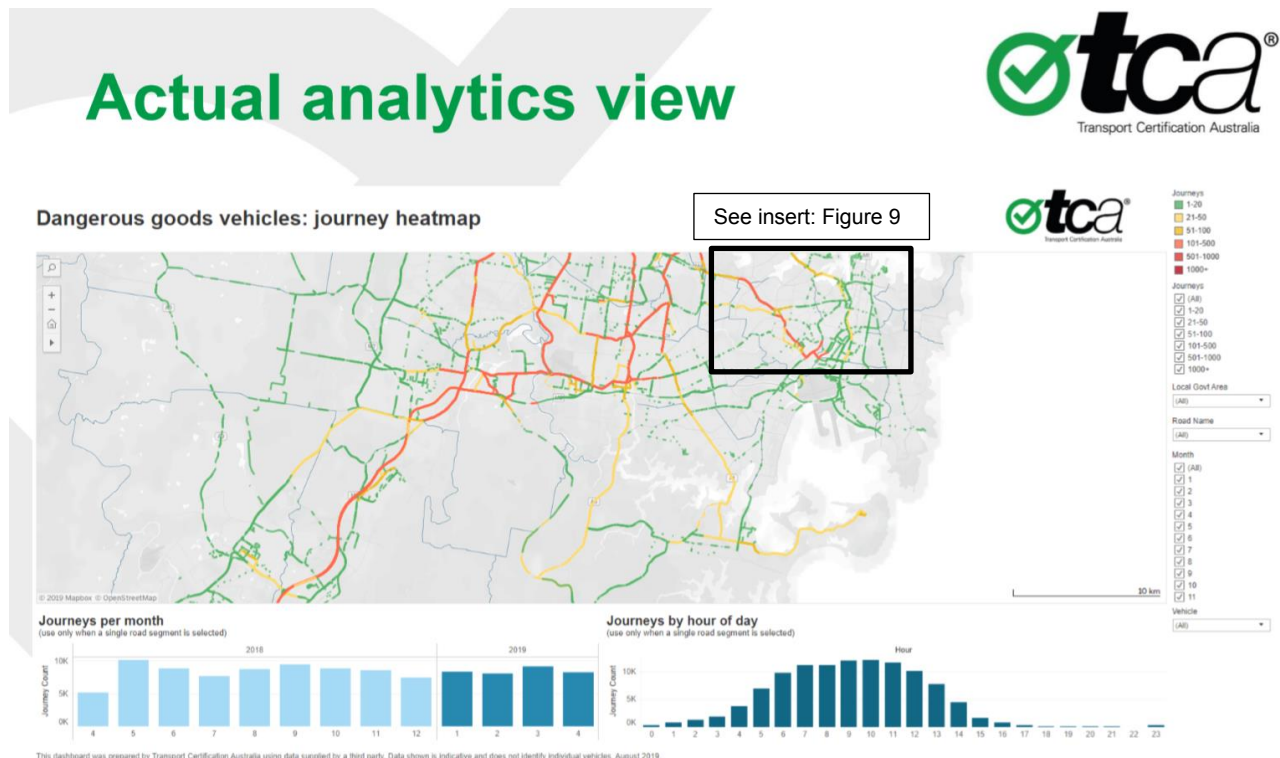 Actual analytics view
tca®
Transport Certification Australia
Dangerous goods vehicles: journey heatmap
See insert: Figure 9
tca®
Transport Certification Australia
Journeys
1-20
21-50
51-100
101-500
501-1000
1000+
Journeys
(All)
1-20
21-50
51-100
101-500
501-1000
1000+
Local Govt Area
(All)
Road Name
(All)
Month
(All)
1
2
3
4
5
6
7
8
9
10
11
Vehicle
(All)
© 2019 Mapbox © OpenStreetMap
10 km
Journeys per month
(use only when a single road segment is selected)
2018 2019
Journey Count
10K
5K
0K
4 5 6 7 8 9 10 11 12 1 2 3 4
Journeys by hour of day
(use only when a single road segment is selected)
Hour
Journey Count
10K
5K
0K
0 1 2 3 4 5 6 7 8 9 10 11 12 13 14 15 16 17 18 19 20 21 22 23
This dashboard was prepared by Transport Certification Australia using data supplied by a third party. Data shown is indicative and does not identify individual vehicles. August 2019